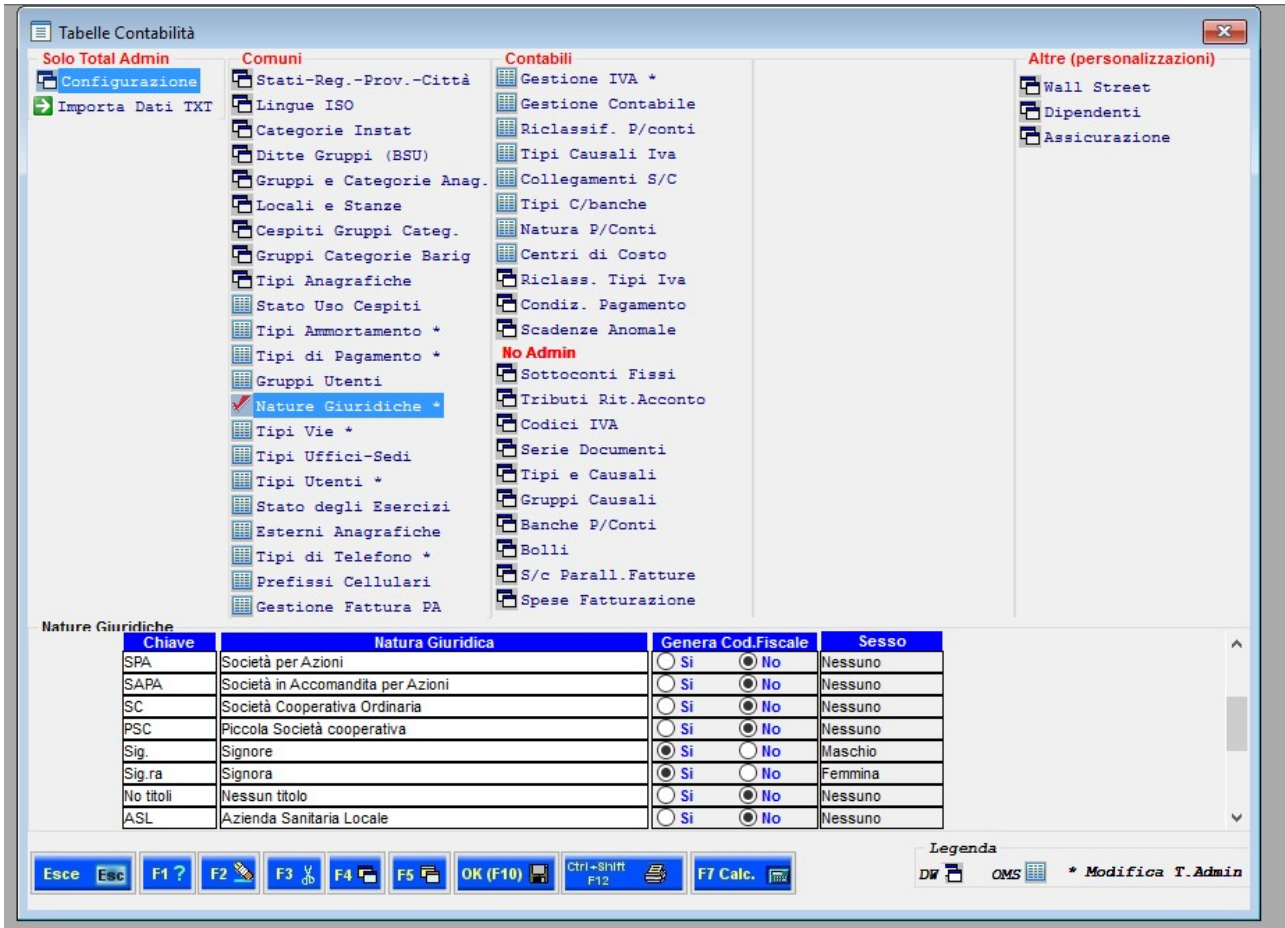 Tabelle Contabilità
Solo Total Admin
Configurazione
Importa Dati TXT
Comuni
Stati-Reg.-Prov.-Città
Lingue ISO
Categorie Instat
Ditte Gruppi (BSU)
Gruppi e Categorie Anag.
Locali e Stanze
Cespiti Gruppi Categ.
Gruppi Categorie Barig
Tipi Anagrafiche
Stato Uso Cespiti
Tipi Ammortamento *
Tipi di Pagamento *
Gruppi Utenti
Nature Giuridiche *
Tipi Vie *
Tipi Uffici-Sedi
Tipi Utenti *
Stato degli Esercizi
Esterni Anagrafiche
Tipi di Telefono *
Prefissi Cellulari
Gestione Fattura PA
Contabili
Gestione IVA *
Gestione Contabile
Riclassif. P/conti
Tipi Causali Iva
Collegamenti S/C
Tipi C/banche
Natura P/Conti
Centri di Costo
Riclass. Tipi Iva
Condiz. Pagamento
Scadenze Anomale
No Admin
Sottoconti Fissi
Tributi Rit.Acconto
Codici IVA
Serie Documenti
Tipi e Causali
Gruppi Causali
Banche P/Conti
Bolli
S/c Parall.Fatture
Spese Fatturazione
Altre (personalizzazioni)
Wall Street
Dipendenti
Assicurazione
Nature Giuridiche
Chiave Natura Giuridica Genera Cod.Fiscale Sesso
SPA Società per Azioni Si No Nessuno
SAPA Società in Accomandita per Azioni Si No Nessuno
SC Società Cooperativa Ordinaria Si No Nessuno
PSC Piccola Società cooperativa Si No Nessuno
Sig. Signore Si No Maschio
Sig.ra Signora Si No Femmina
No titoli Nessun titolo Si No Nessuno
ASL Azienda Sanitaria Locale Si No Nessuno
Esce Esc F1 ? F2 F3 F4 F5 OK (F10) Ctrl+Shift F12 F7 Calc.
Legenda
DW OMS * Modifica T.Admin